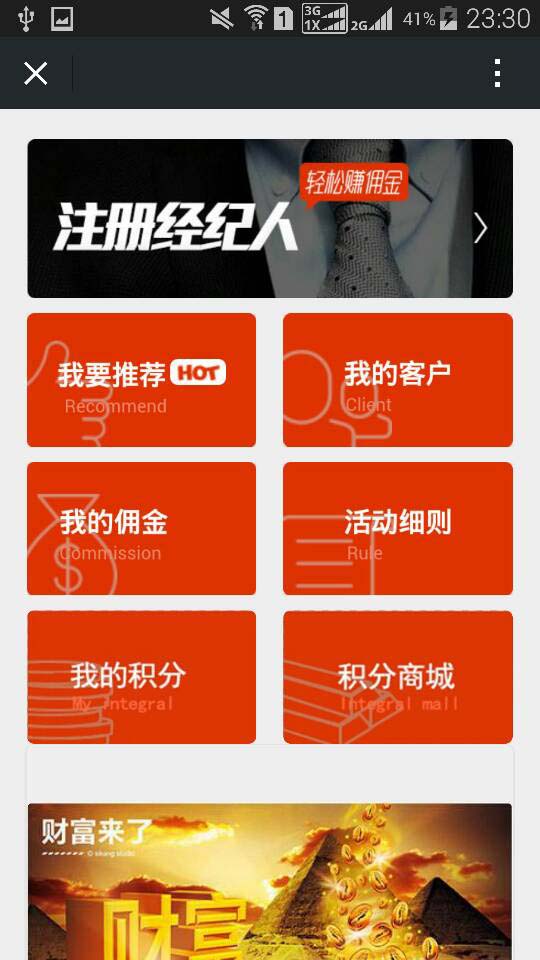 3G
1X
1
2G
41%
23:30
轻松赚佣金
注册经纪人
我要推荐 HOT
Recommend
我的客户
Client
我的佣金
Commission
活动细则
Rule
我的积分
My integral
积分商城
Integral mall
财富来了
财富